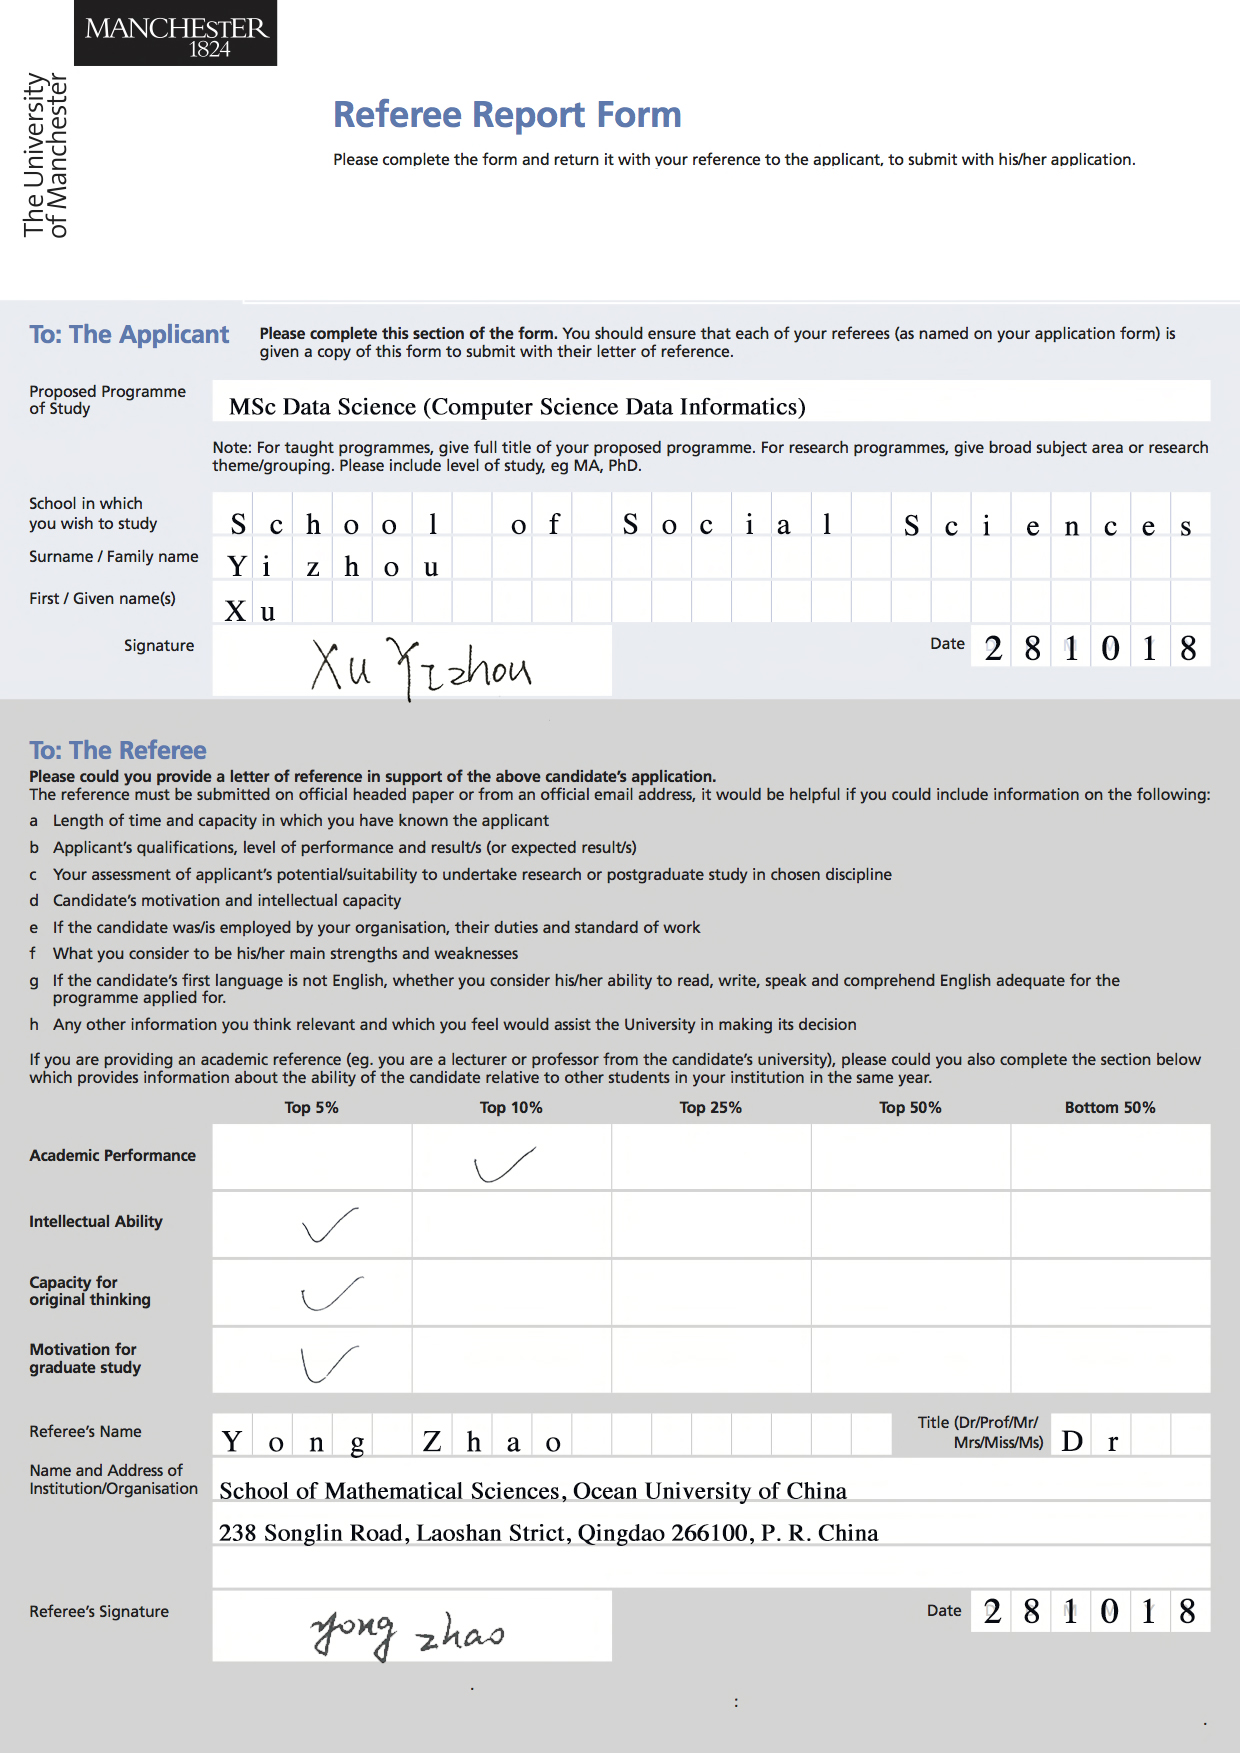 MANCHESTER
1824
The University
of Manchester
Referee Report Form
Please complete the form and return it with your reference to the applicant, to submit with his/her application.
To: The Applicant
Please complete this section of the form. You should ensure that each of your referees (as named on your application form) is
given a copy of this form to submit with their letter of reference.
Proposed Programme
of Study
MSc Data Science (Computer Science Data Informatics)
Note: For taught programmes, give full title of your proposed programme. For research programmes, give broad subject area or research
theme/grouping. Please include level of study, eg MA, PhD.
School in which
you wish to study
School of Social Sciences
Surname / Family name
Yizhou
First / Given name(s)
Xu
Signature
Xu Yizhou
Date
281018
To: The Referee
Please could you provide a letter of reference in support of the above candidate's application.
The reference must be submitted on official headed paper or from an official email address, it would be helpful if you could include information on the following:
a Length of time and capacity in which you have known the applicant
b Applicant's qualifications, level of performance and result/s (or expected result/s)
c Your assessment of applicant's potential/suitability to undertake research or postgraduate study in chosen discipline
d Candidate's motivation and intellectual capacity
e If the candidate was/is employed by your organisation, their duties and standard of work
f What you consider to be his/her main strengths and weaknesses
g If the candidate's first language is not English, whether you consider his/her ability to read, write, speak and comprehend English adequate for the
programme applied for.
h Any other information you think relevant and which you feel would assist the University in making its decision
If you are providing an academic reference (eg. you are a lecturer or professor from the candidate's university), please could you also complete the section below
which provides information about the ability of the candidate relative to other students in your institution in the same year.
Top 5% Top 10% Top 25% Top 50% Bottom 50%
Academic Performance
Intellectual Ability
Capacity for
original thinking
Motivation for
graduate study
Referee's Name
Yong Zhao
Title (Dr/Prof/Mr/
Mrs/Miss/Ms)
Dr
Name and Address of
Institution/Organisation
School of Mathematical Sciences, Ocean University of China
238 Songlin Road, Laoshan Strict, Qingdao 266100, P. R. China
Referee's Signature
yong zhao
Date
281018